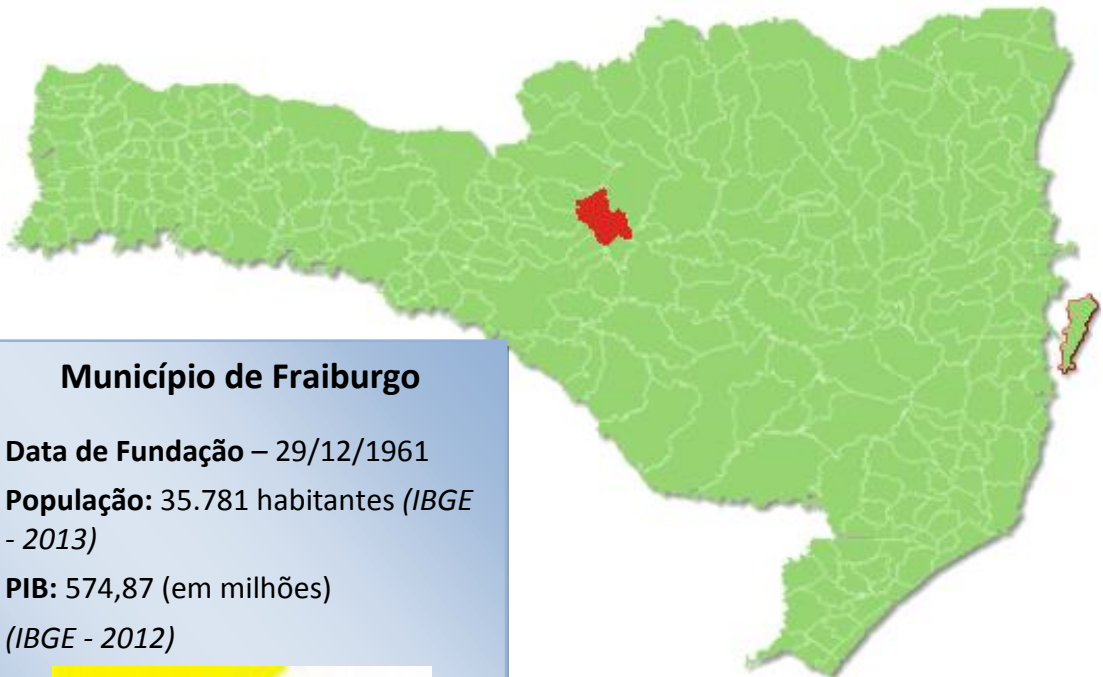 Município de Fraiburgo
Data de Fundação – 29/12/1961
População: 35.781 habitantes (IBGE
- 2013)
PIB: 574,87 (em milhões)
(IBGE - 2012)